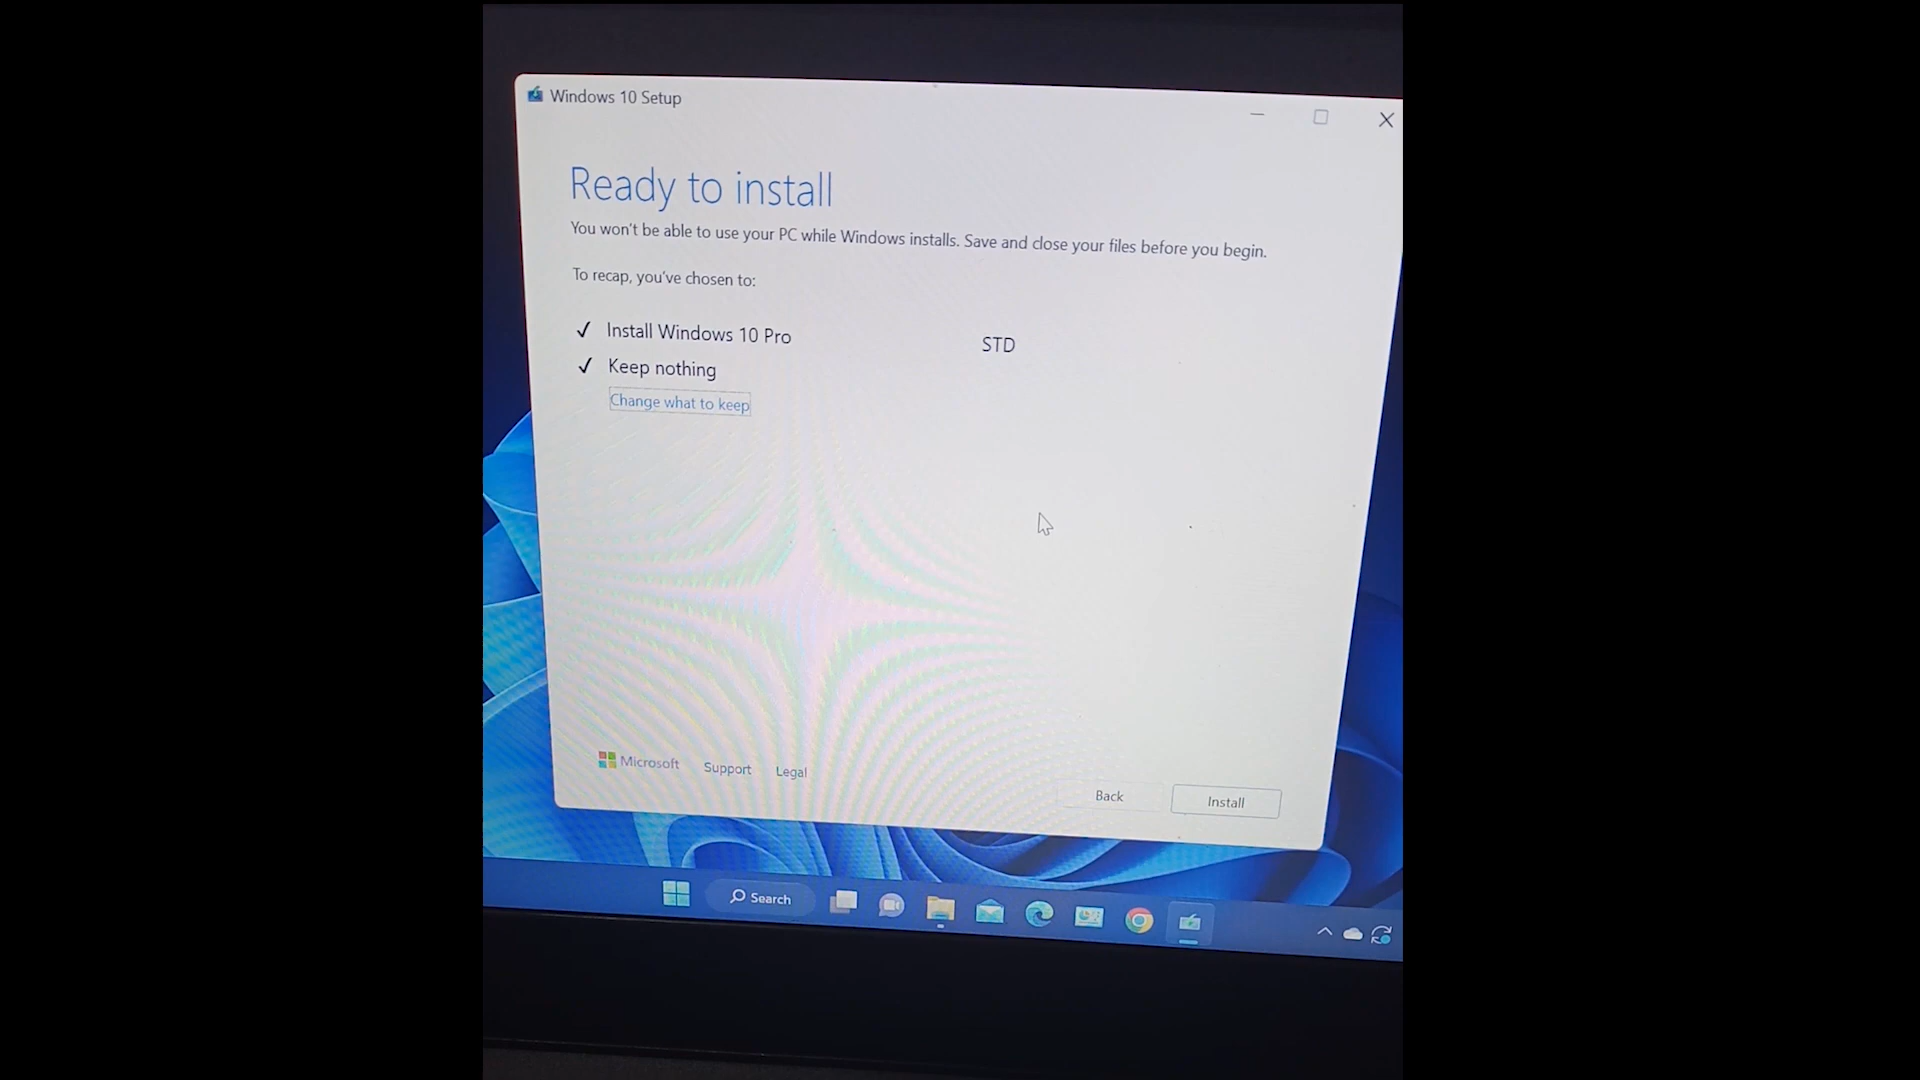 Windows 10 Setup
Ready to install
You won't be able to use your PC while Windows installs. Save and close your files before you begin.
To recap, you've chosen to:
✓ Install Windows 10 Pro
STD
✓ Keep nothing
Change what to keep
Microsoft Support Legal
Back Install
Search